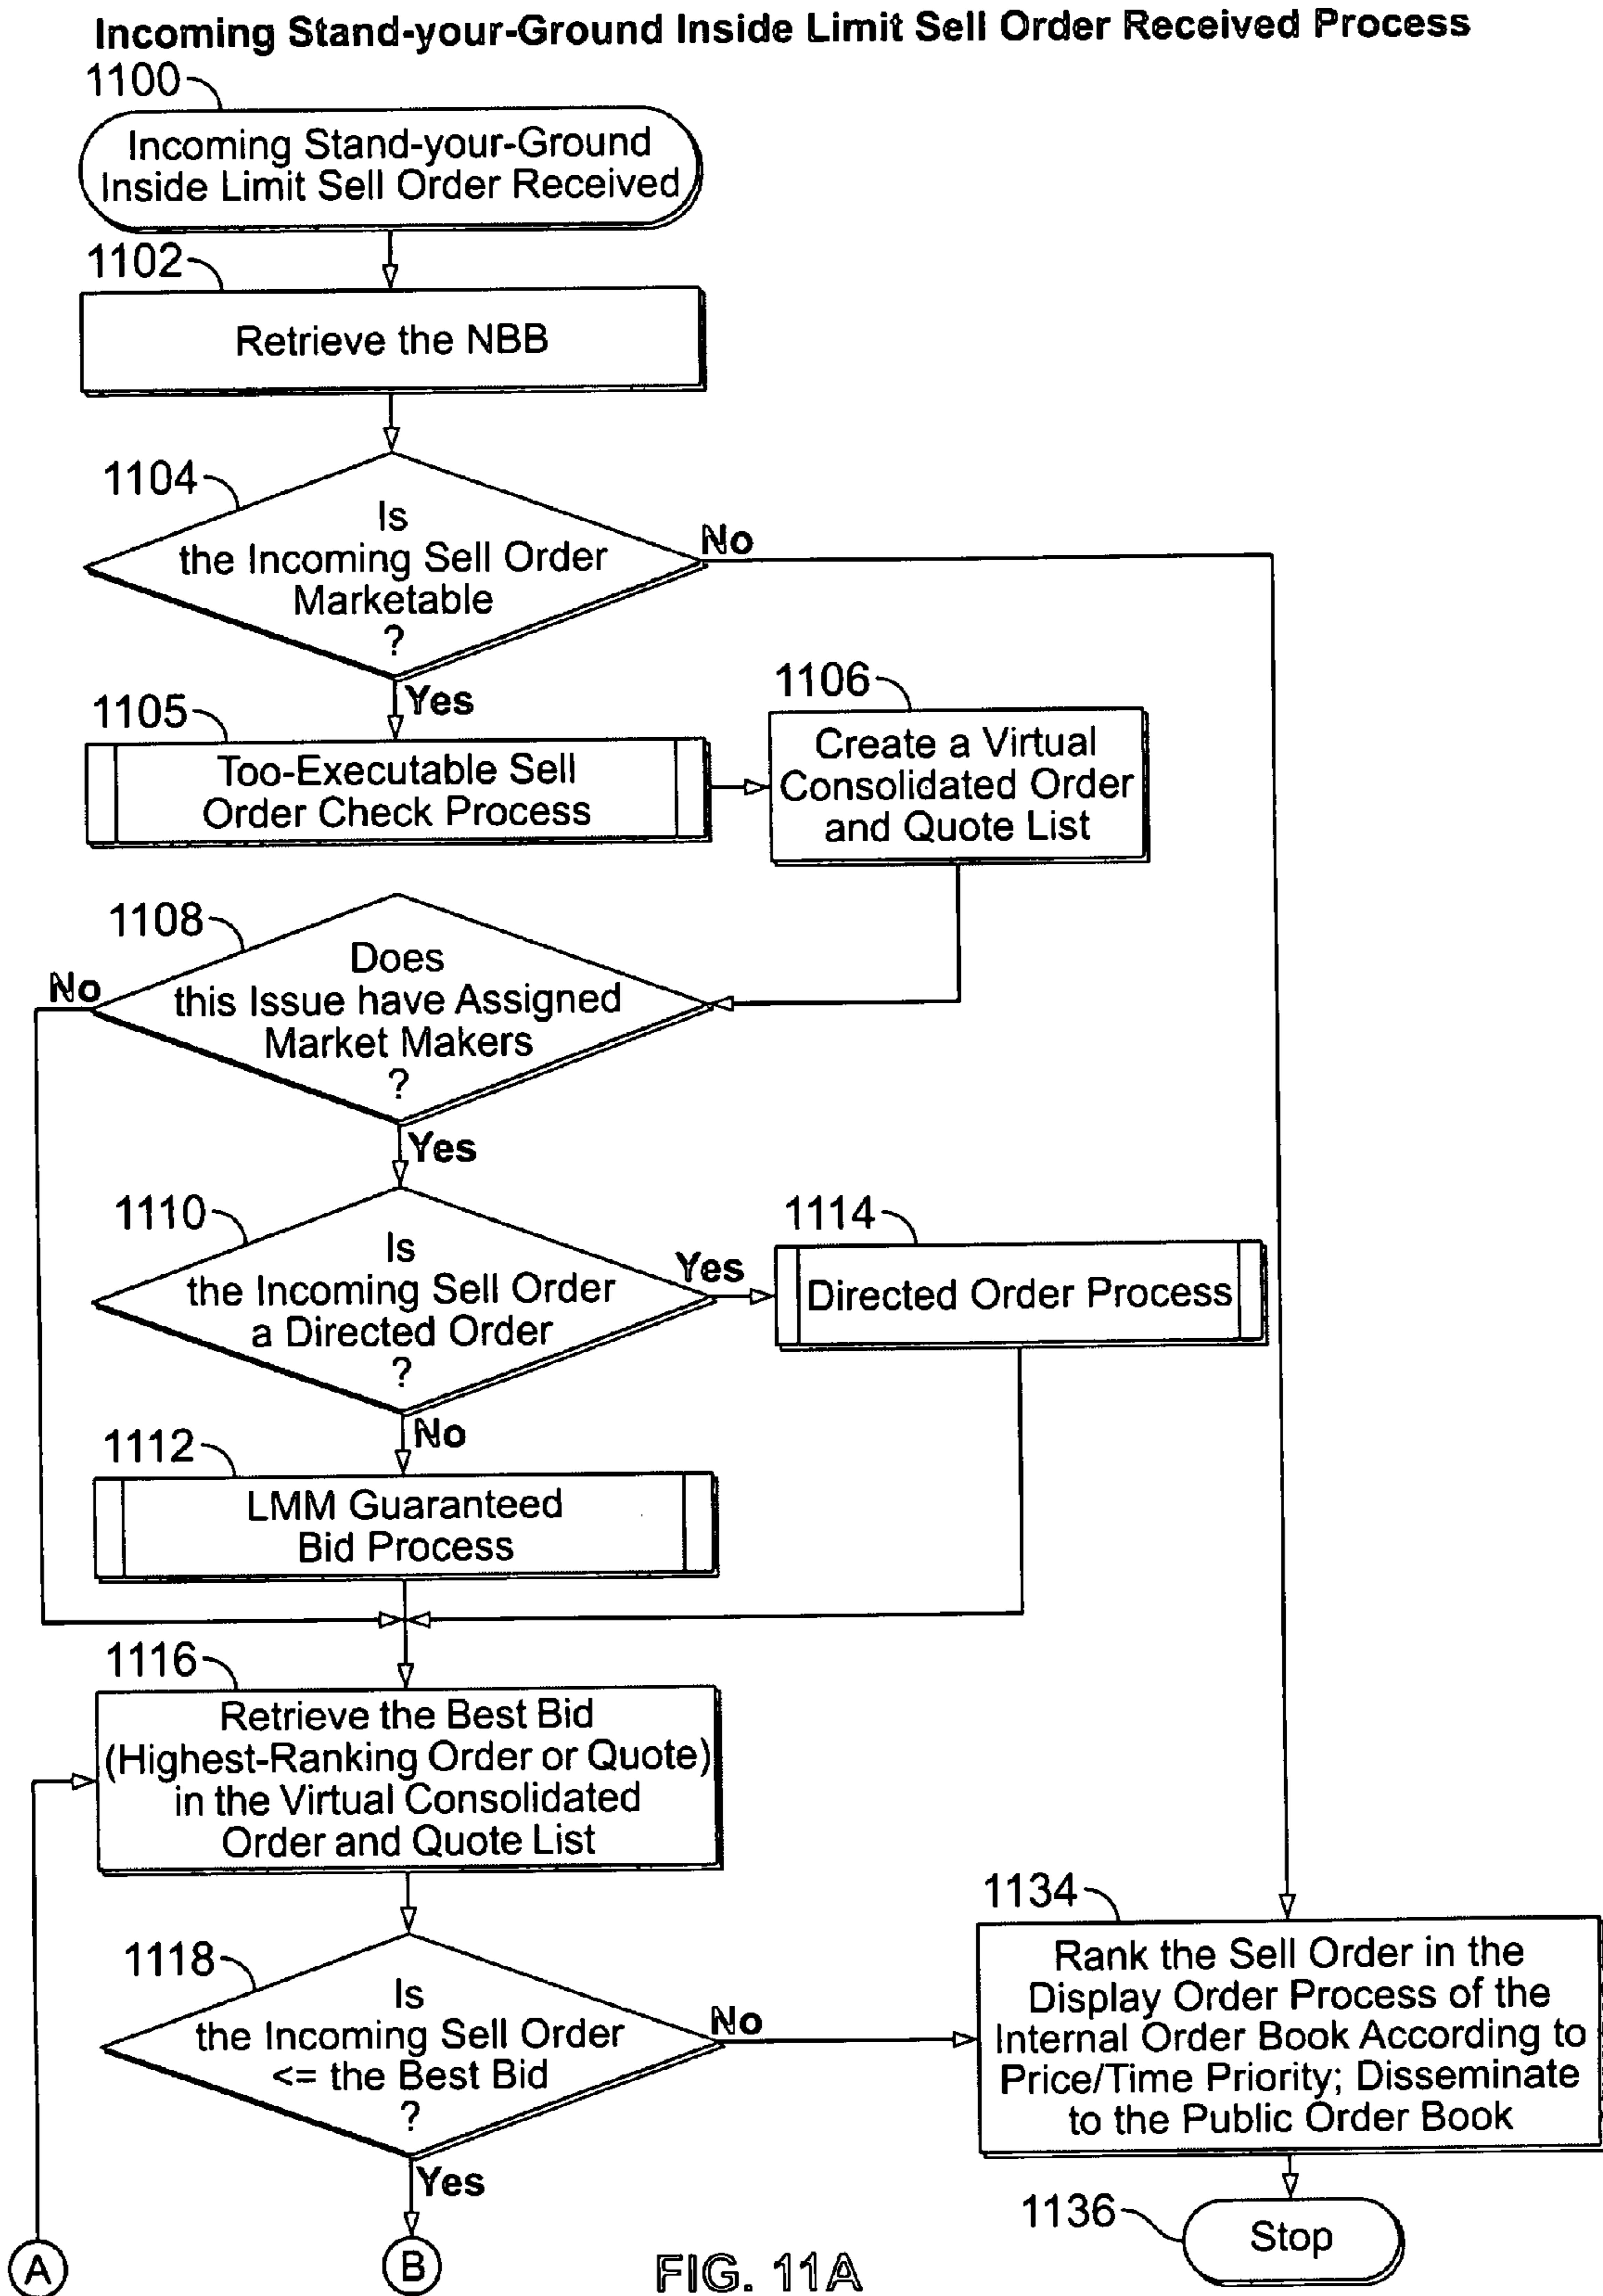 Incoming Stand-your-Ground Inside Limit Sell Order Received Process
1100
Incoming Stand-your-Ground
Inside Limit Sell Order Received
1102
Retrieve the NBB
1104
Is
the Incoming Sell Order
Marketable
?
No
Yes
1105
Too-Executable Sell
Order Check Process
1106
Create a Virtual
Consolidated Order
and Quote List
1108
Does
this Issue have Assigned
Market Makers
?
No
Yes
1110
Is
the Incoming Sell Order
a Directed Order
?
Yes
1114
Directed Order Process
No
1112
LMM Guaranteed
Bid Process
1116
Retrieve the Best Bid
(Highest-Ranking Order or Quote)
in the Virtual Consolidated
Order and Quote List
1118
Is
the Incoming Sell Order
<= the Best Bid
?
No
Yes
1134
Rank the Sell Order in the
Display Order Process of the
Internal Order Book According to
Price/Time Priority; Disseminate
to the Public Order Book
1136
Stop
A
B
FIG. 11A